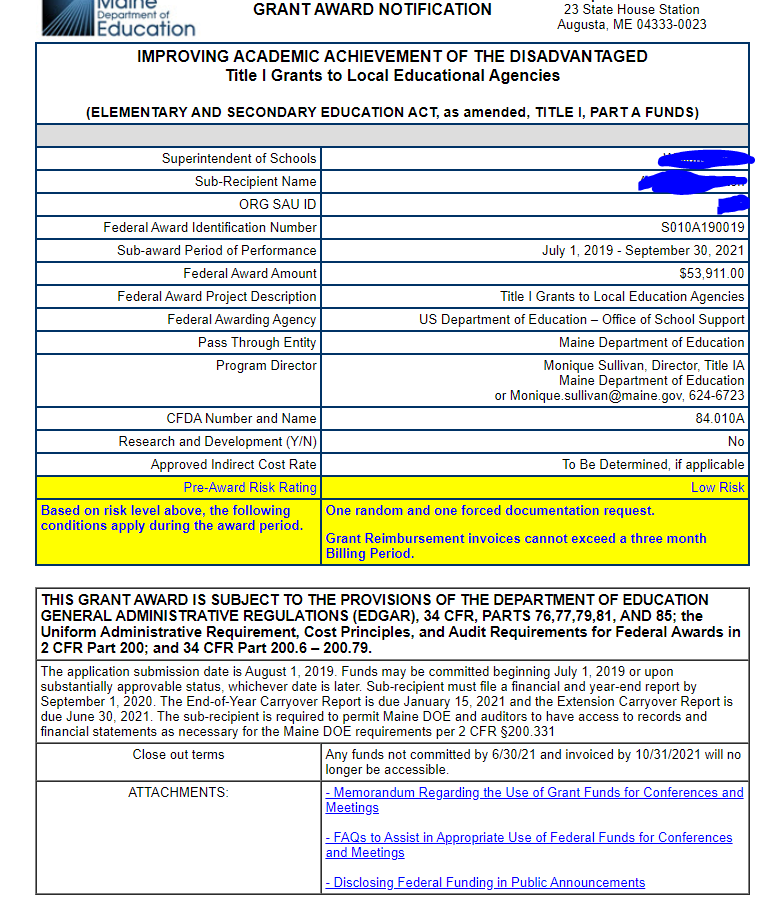 Maine
Department of
Education
GRANT AWARD NOTIFICATION
23 State House Station
Augusta, ME 04333-0023
IMPROVING ACADEMIC ACHIEVEMENT OF THE DISADVANTAGED
Title I Grants to Local Educational Agencies
(ELEMENTARY AND SECONDARY EDUCATION ACT, as amended, TITLE I, PART A FUNDS)
Superintendent of Schools
Sub-Recipient Name
ORG SAU ID
Federal Award Identification Number S010A190019
Sub-award Period of Performance July 1, 2019 - September 30, 2021
Federal Award Amount $53,911.00
Federal Award Project Description Title I Grants to Local Education Agencies
Federal Awarding Agency US Department of Education – Office of School Support
Pass Through Entity Maine Department of Education
Program Director Monique Sullivan, Director, Title IA
Maine Department of Education
or Monique.sullivan@maine.gov, 624-6723
CFDA Number and Name 84.010A
Research and Development (Y/N) No
Approved Indirect Cost Rate To Be Determined, if applicable
Pre-Award Risk Rating Low Risk
Based on risk level above, the following
conditions apply during the award period.
One random and one forced documentation request.
Grant Reimbursement invoices cannot exceed a three month
Billing Period.
THIS GRANT AWARD IS SUBJECT TO THE PROVISIONS OF THE DEPARTMENT OF EDUCATION
GENERAL ADMINISTRATIVE REGULATIONS (EDGAR), 34 CFR, PARTS 76,77,79,81, AND 85; the
Uniform Administrative Requirement, Cost Principles, and Audit Requirements for Federal Awards in
2 CFR Part 200; and 34 CFR Part 200.6 – 200.79.
The application submission date is August 1, 2019. Funds may be committed beginning July 1, 2019 or upon
substantially approvable status, whichever date is later. Sub-recipient must file a financial and year-end report by
September 1, 2020. The End-of-Year Carryover Report is due January 15, 2021 and the Extension Carryover Report is
due June 30, 2021. The sub-recipient is required to permit Maine DOE and auditors to have access to records and
financial statements as necessary for the Maine DOE requirements per 2 CFR §200.331
Close out terms Any funds not committed by 6/30/21 and invoiced by 10/31/2021 will no
longer be accessible.
ATTACHMENTS: - Memorandum Regarding the Use of Grant Funds for Conferences and
Meetings
- FAQs to Assist in Appropriate Use of Federal Funds for Conferences
and Meetings
- Disclosing Federal Funding in Public Announcements